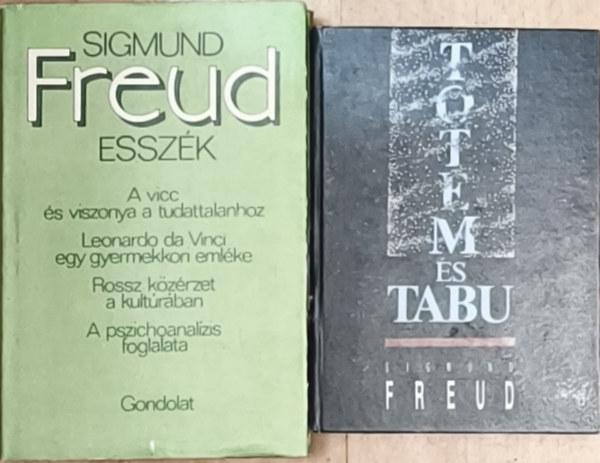 SIGMUND
Freud
ESSZÉK
A vicc
és viszonya a tudattalanhoz
Leonardo da Vinci
egy gyermekkori emléke
Rossz közérzet
a kultúrában
A pszichoanalízis
foglalata
Gondolat
TOTEM
ÉS
TABU
SIGMUND
FREUD